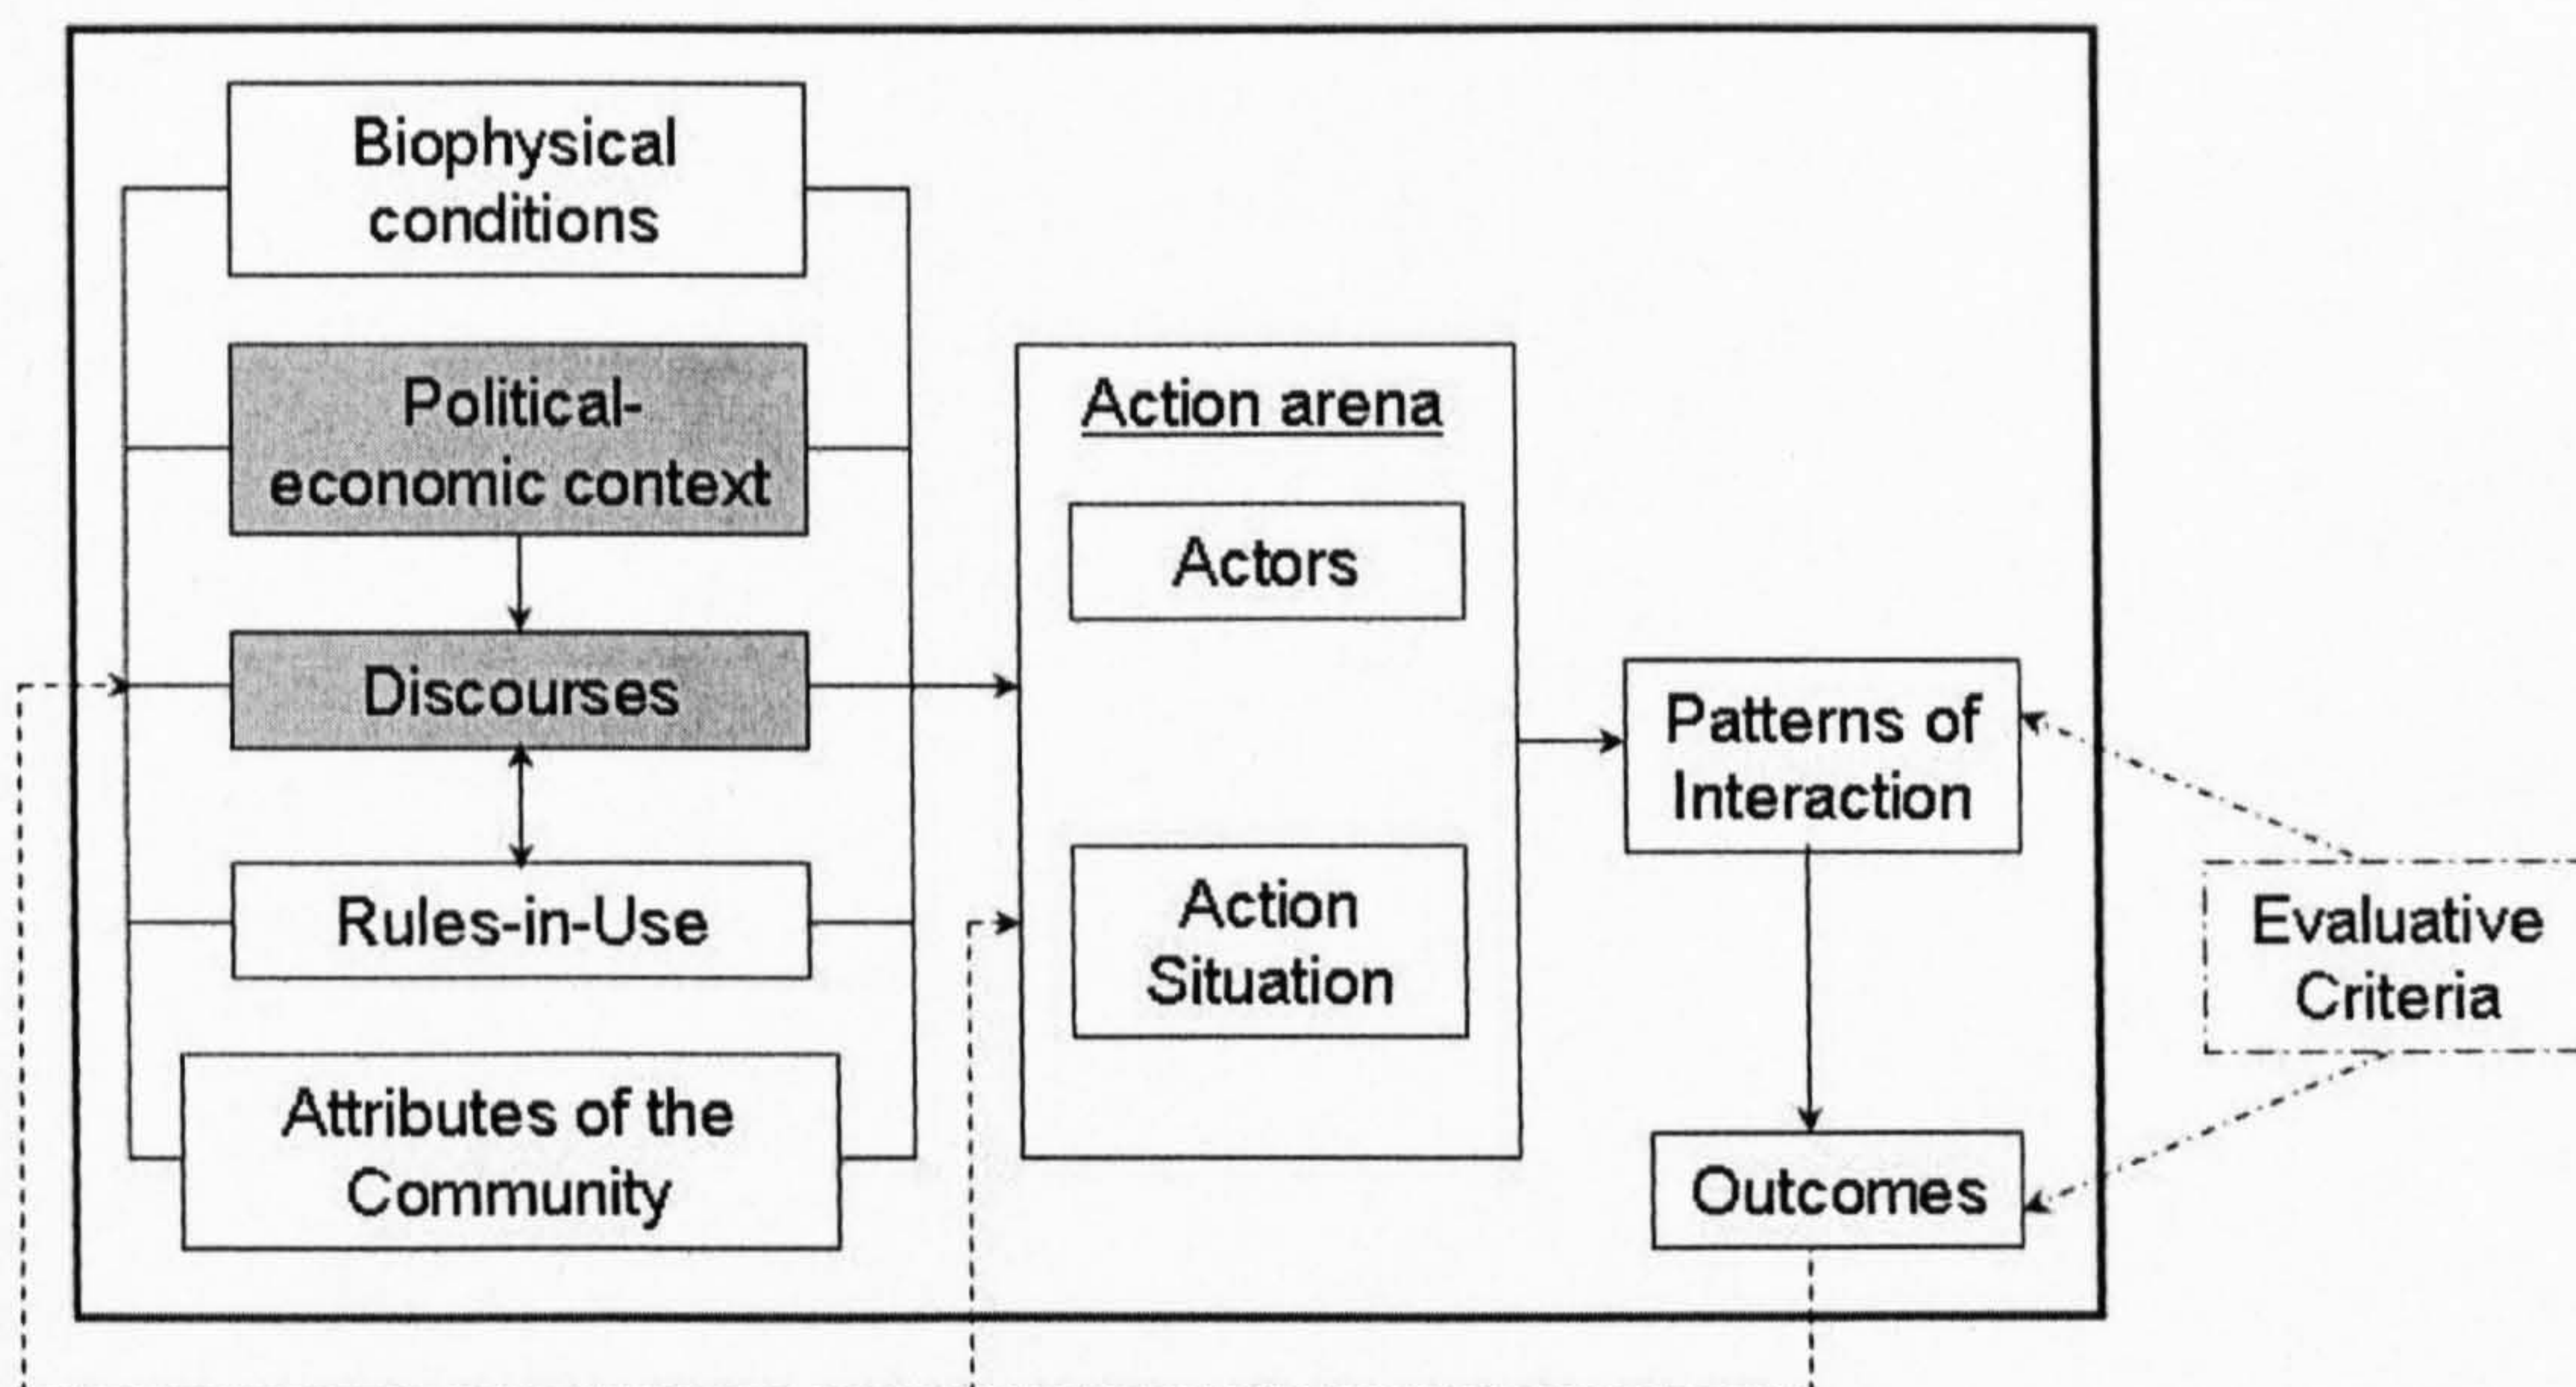 Biophysical
conditions
Political-
economic context
Discourses
Rules-in-Use
Attributes of the
Community
Action arena
Actors
Action
Situation
Patterns of
Interaction
Outcomes
Evaluative
Criteria